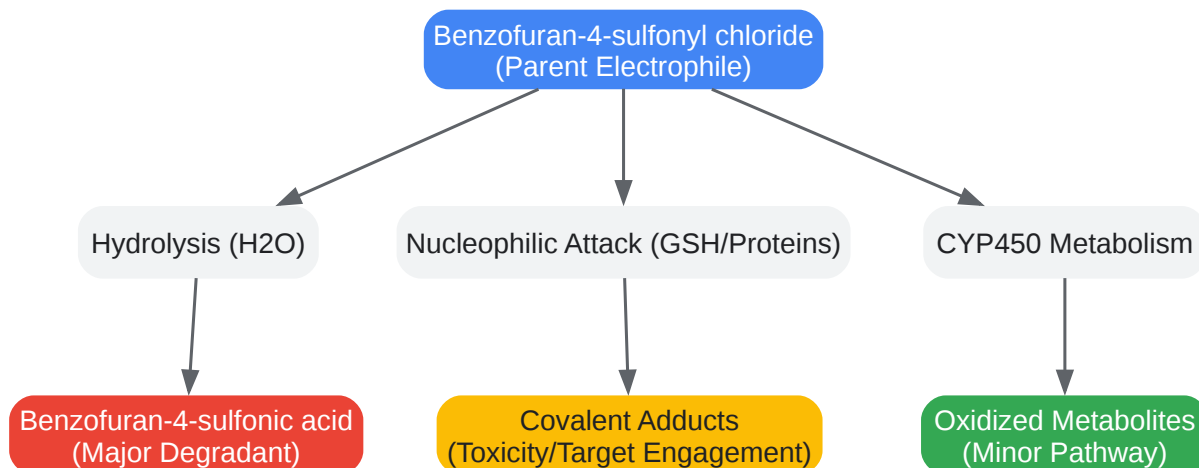 Benzofuran-4-sulfonyl chloride
(Parent Electrophile)
Hydrolysis (H2O)
Nucleophilic Attack (GSH/Proteins)
CYP450 Metabolism
Benzofuran-4-sulfonic acid
(Major Degradant)
Covalent Adducts
(Toxicity/Target Engagement)
Oxidized Metabolites
(Minor Pathway)